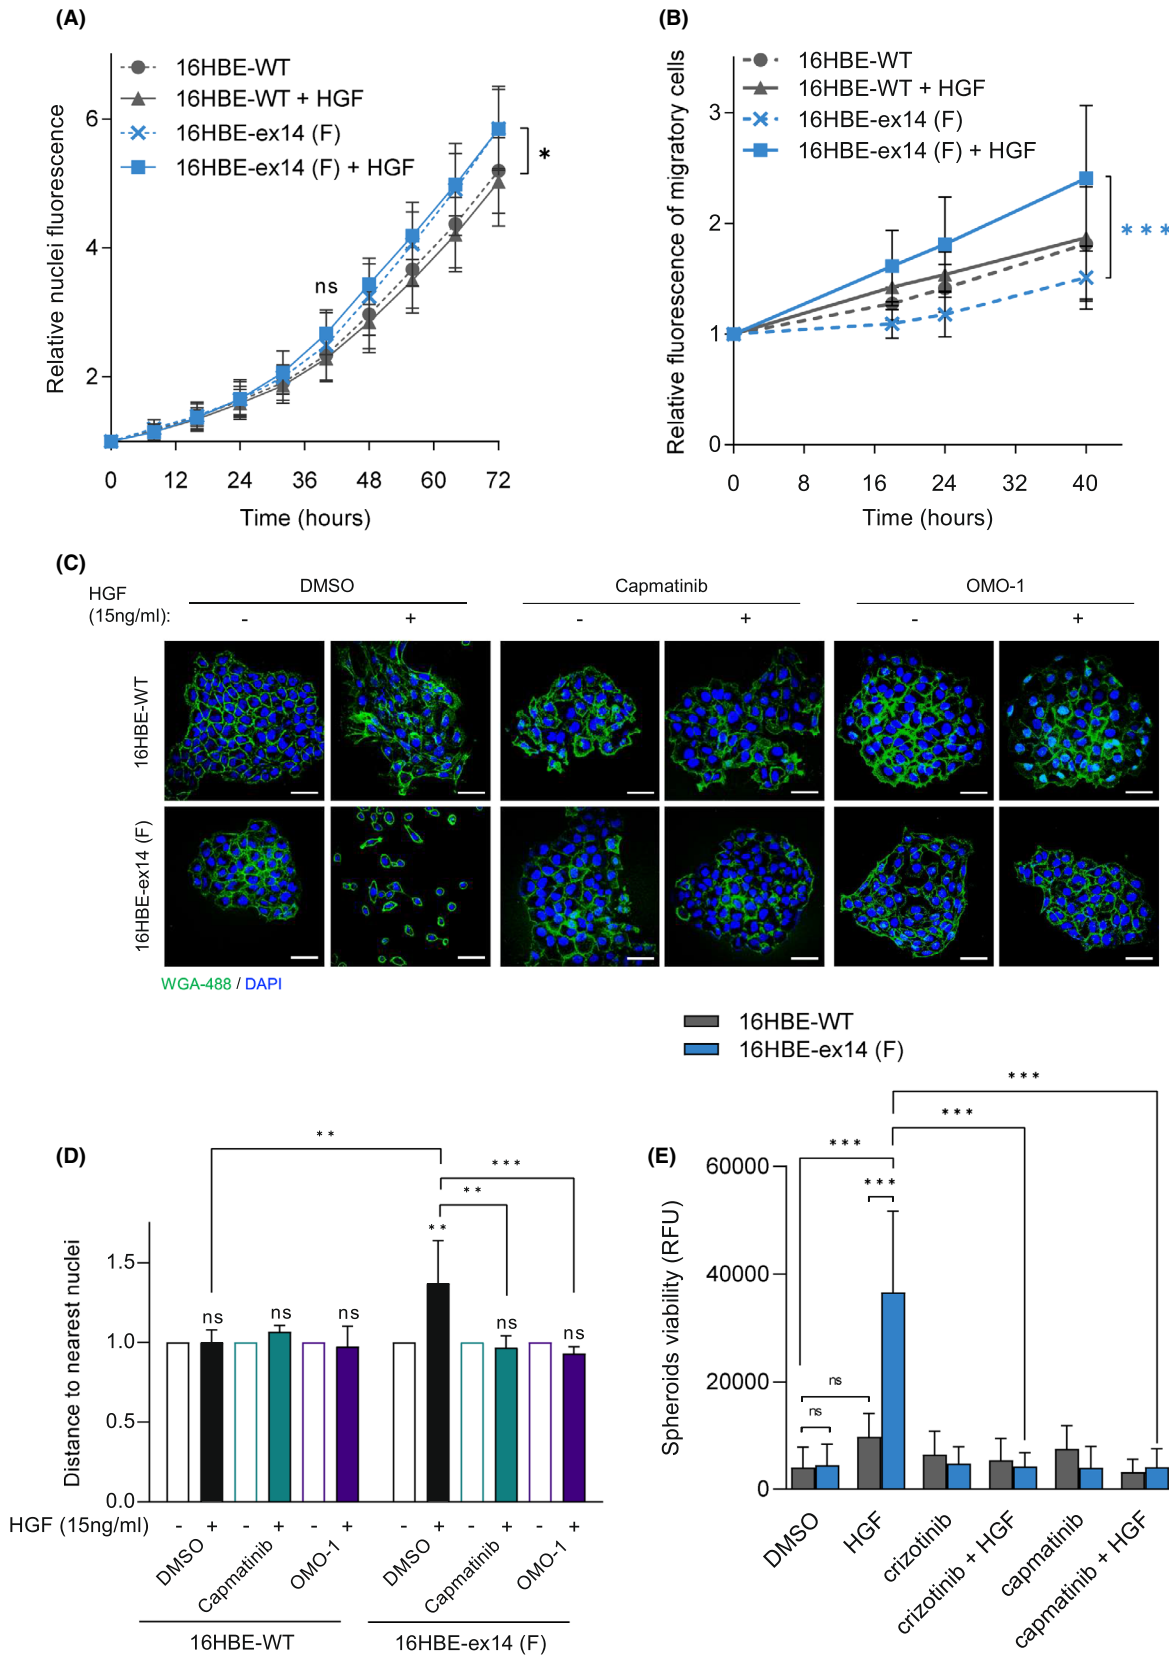 (A)
16HBE-WT
16HBE-WT + HGF
16HBE-ex14 (F)
16HBE-ex14 (F) + HGF
Relative nuclei fluorescence
6
4
2
ns
*
0 12 24 36 48 60 72
Time (hours)
(B)
16HBE-WT
16HBE-WT + HGF
16HBE-ex14 (F)
16HBE-ex14 (F) + HGF
Relative fluorescence of migratory cells
3
2
1
0
***
0 8 16 24 32 40
Time (hours)
(C)
HGF
(15ng/ml):
DMSO Capmatinib OMO-1
- + - + - +
16HBE-WT
16HBE-ex14 (F)
WGA-488 / DAPI
16HBE-WT
16HBE-ex14 (F)
(D)
Distance to nearest nuclei
1.5
1.0
0.5
0.0
**
***
**
**
ns ns ns ns ns
HGF (15ng/ml) - + - + - + - + - + - +
DMSO Capmatinib OMO-1 DMSO Capmatinib OMO-1
16HBE-WT 16HBE-ex14 (F)
(E)
Spheroids viability (RFU)
60000
40000
20000
0
***
***
***
***
ns
ns
DMSO HGF crizotinib crizotinib + HGF capmatinib capmatinib + HGF